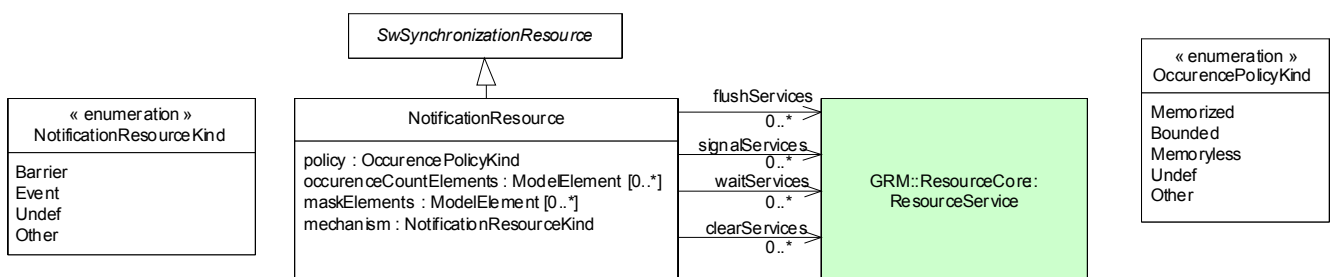 SwSynchronizationResource
« enumeration »
NotificationResourceKind
Barrier
Event
Undef
Other
NotificationResource
policy : OccurencePolicyKind
occurenceCountElements : ModelElement [0..*]
maskElements : ModelElement [0..*]
mechanism : NotificationResourceKind
flushServices
0..*
signalServices
0..*
waitServices
0..*
clearServices
0..*
GRM::ResourceCore::
ResourceService
« enumeration »
OccurencePolicyKind
Memorized
Bounded
Memoryless
Undef
Other